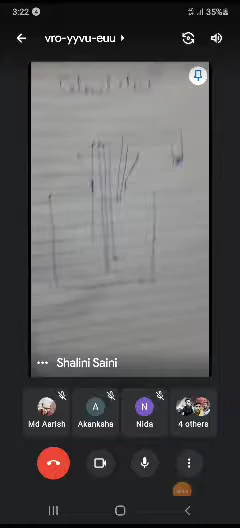 3:22
35%
vro-yyvu-euu
Shalini Saini
Md Aarish
Akanksha
Nida
4 others